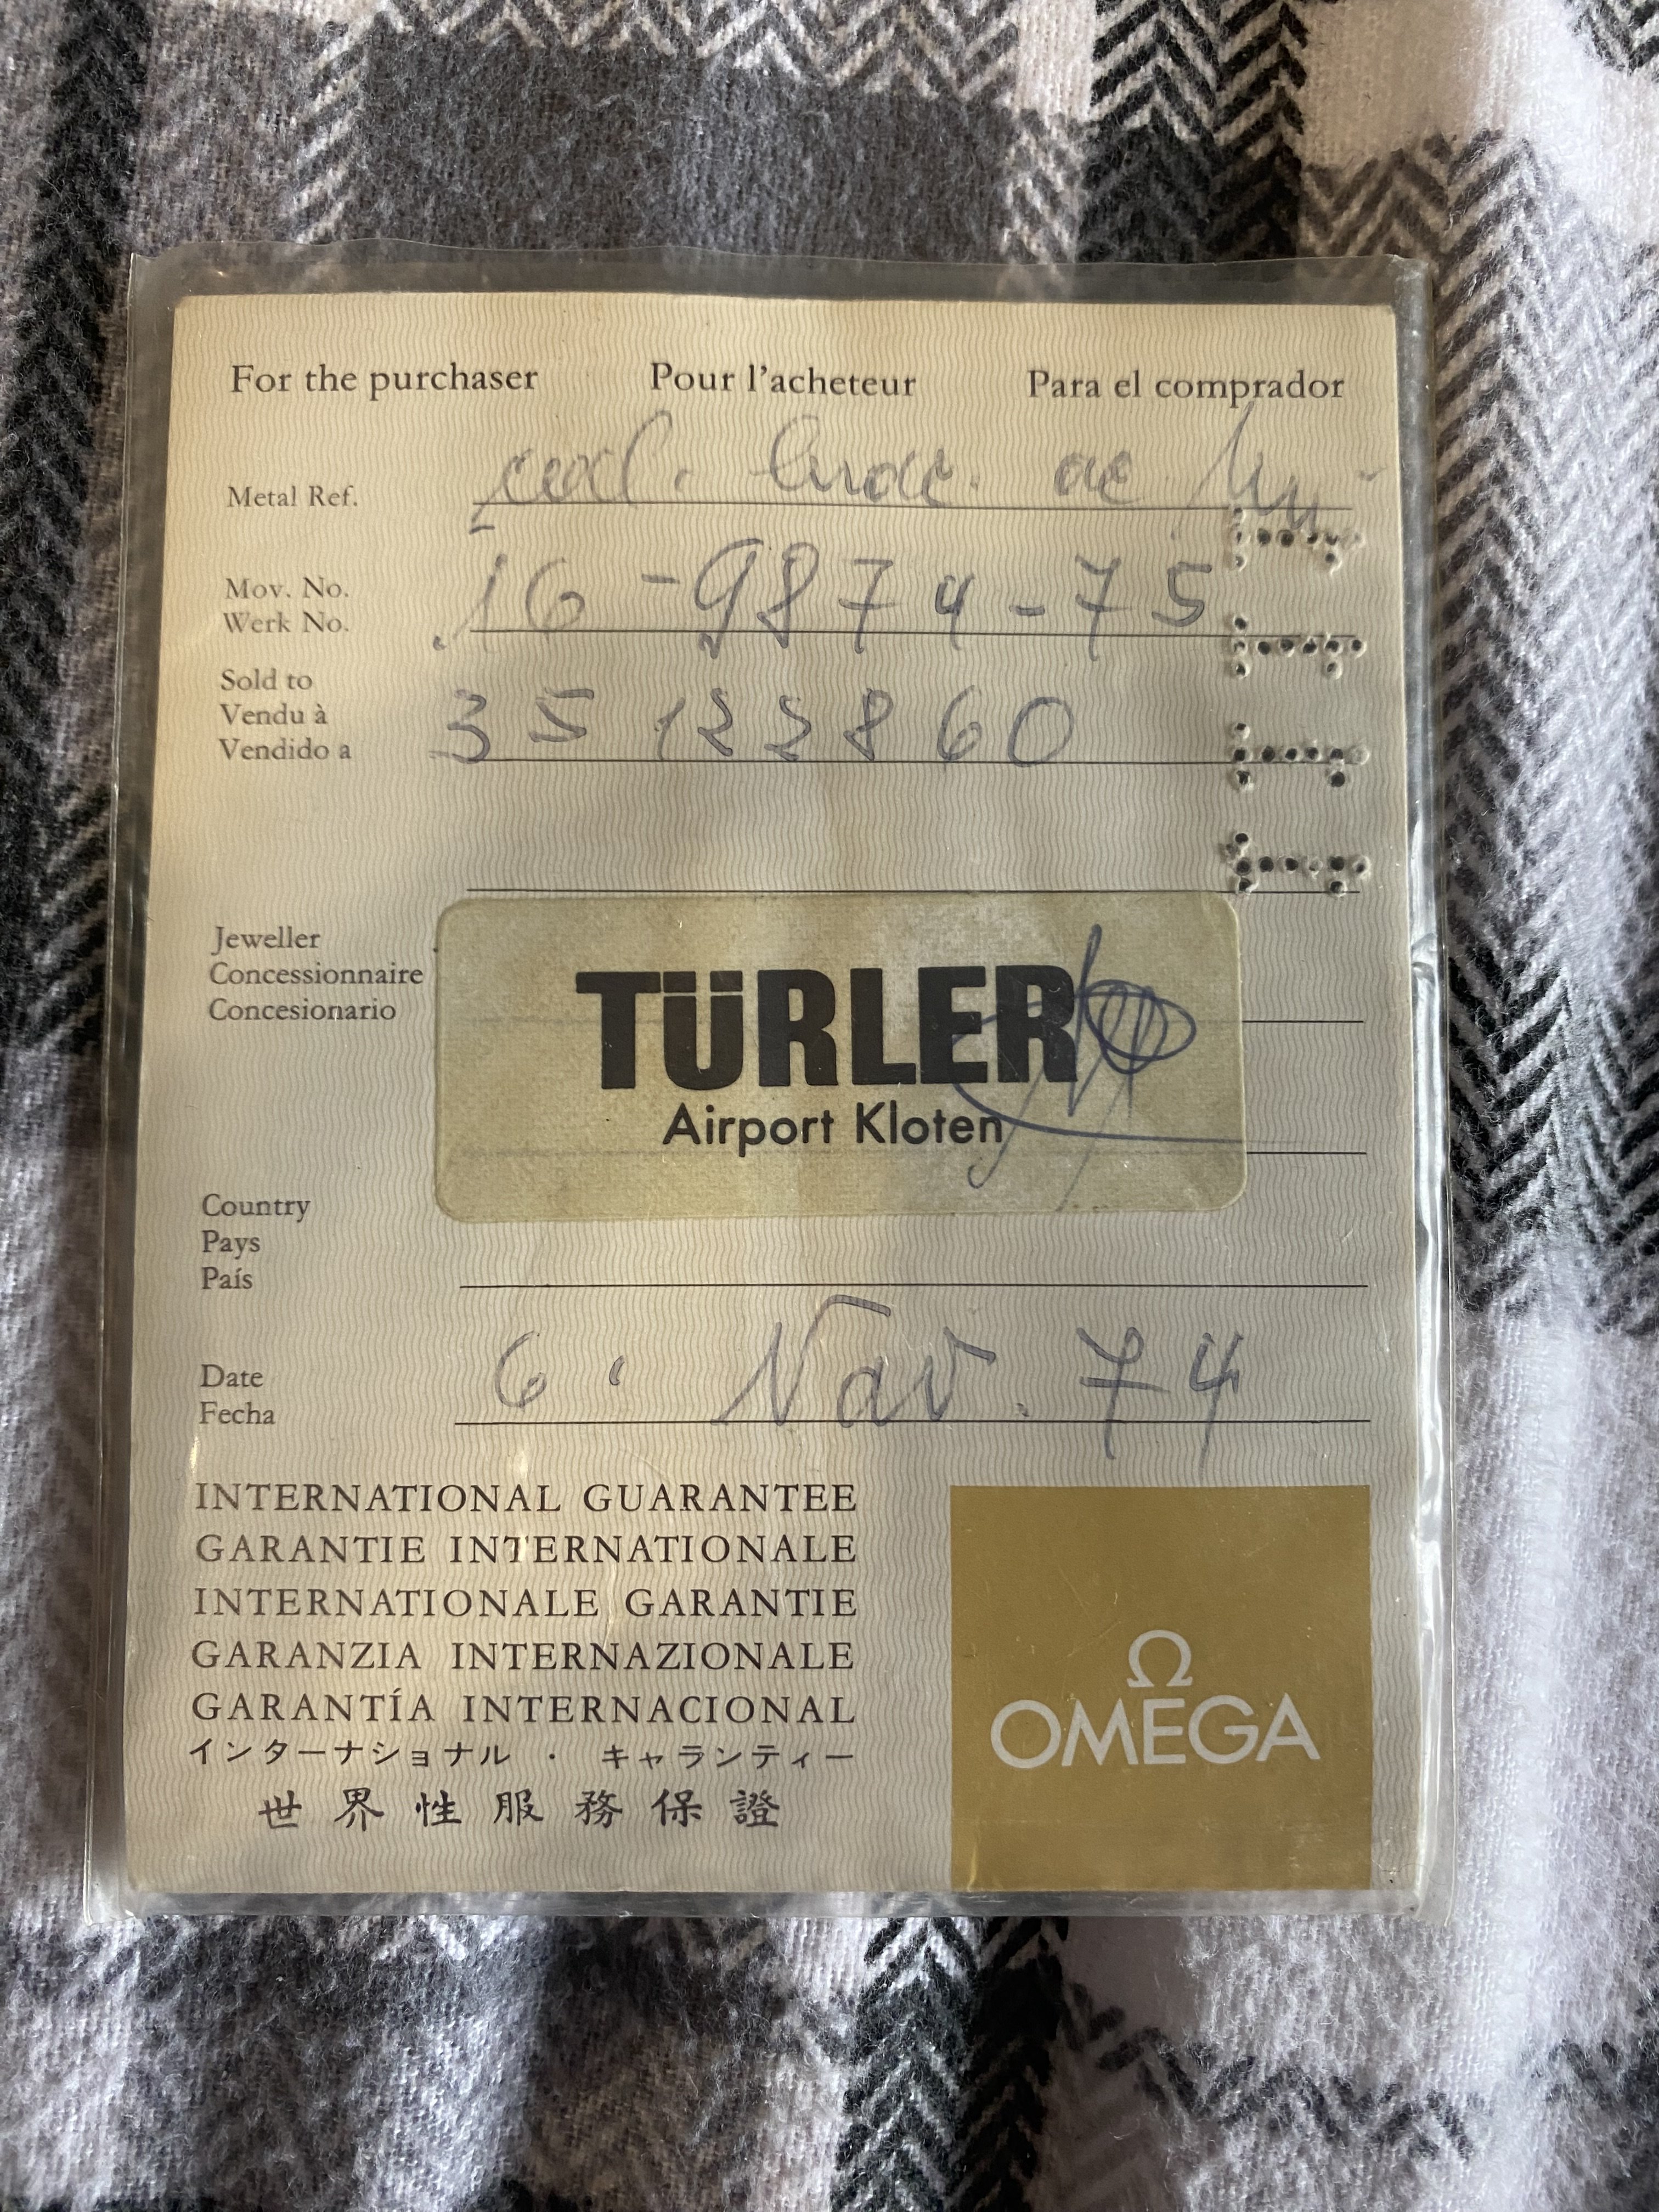 For the purchaser Pour l'acheteur Para el comprador
Metal Ref. ac
Mov. No. 16-9874-75
Werk No.
Sold to
Vendu à
Vendido a 35 122860
Jeweller
Concessionnaire
Concesionario
TÜRLER
Airport Kloten
Country
Pays
País
Date 6. Nov. 74
Fecha
INTERNATIONAL GUARANTEE
GARANTIE INTERNATIONALE
INTERNATIONALE GARANTIE
GARANZIA INTERNAZIONALE
GARANTÍA INTERNACIONAL
インターナショナル · キャランティー
世界性服務保證
Ω
OMEGA